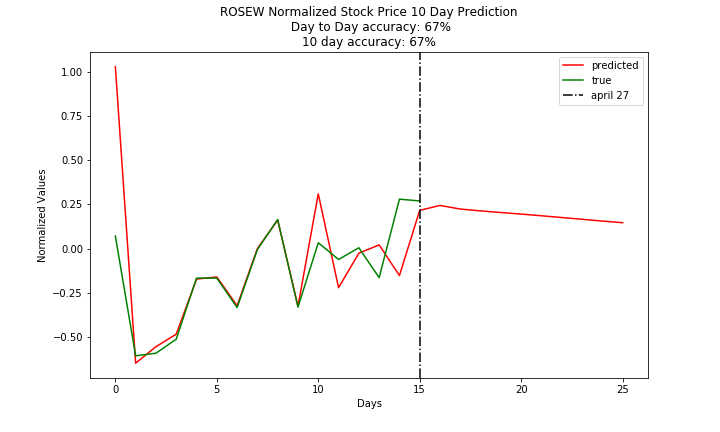 ROSEW Normalized Stock Price 10 Day Prediction
Day to Day accuracy: 67%
10 day accuracy: 67%
predicted
true
april 27
1.00
0.75
0.50
0.25
0.00
−0.25
−0.50
Normalized Values
0 5 10 15 20 25
Days